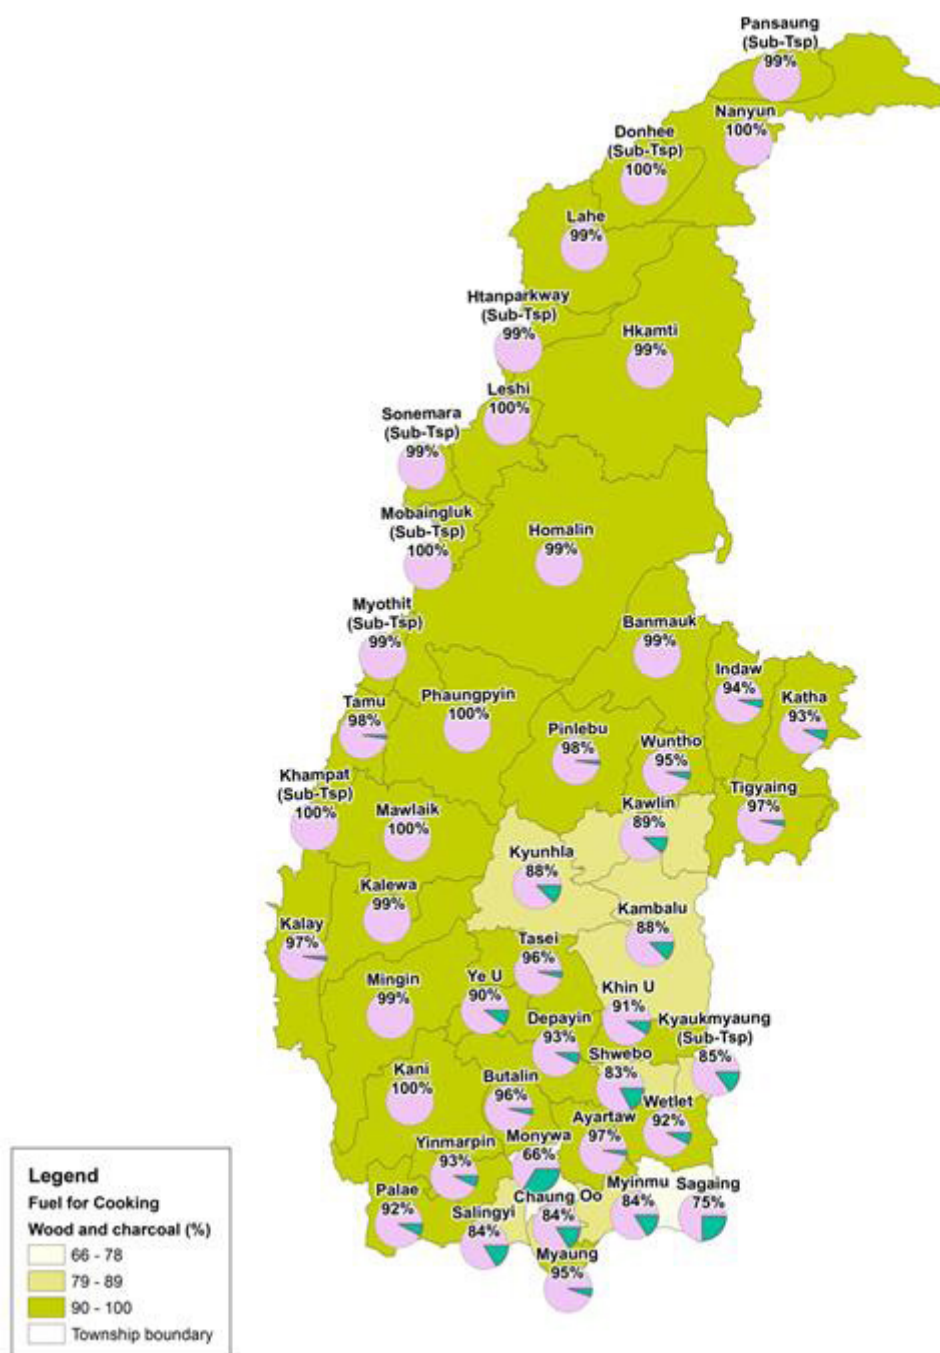 Pansaung
(Sub-Tsp)
99%
Nanyun
100%
Donhee
(Sub-Tsp)
100%
Lahe
99%
Htanparkway
(Sub-Tsp)
99%
Hkamti
99%
Leshi
100%
Sonemara
(Sub-Tsp)
99%
Mobaingluk
(Sub-Tsp)
100%
Homalin
99%
Myothit
(Sub-Tsp)
99%
Banmauk
99%
Indaw
94%
Katha
93%
Tamu
98%
Phaungpyin
100%
Pinlebu
98%
Wuntho
95%
Khampat
(Sub-Tsp)
100%
Mawlaik
100%
Tigyaing
97%
Kawlin
89%
Kyunhla
88%
Kalewa
99%
Kambalu
88%
Kalay
97%
Tasei
96%
Mingin
99%
Ye U
90%
Khin U
91%
Depayin
93%
Kyaukmyaung
(Sub-Tsp)
85%
Shwebo
83%
Kani
100%
Butalin
96%
Wetlet
92%
Ayartaw
97%
Monywa
66%
Yinmarpin
93%
Palae
92%
Salingyi
84%
Chaung Oo
84%
Myinmu
84%
Sagaing
75%
Myaung
95%
Legend
Fuel for Cooking
Wood and charcoal (%)
66 - 78
79 - 89
90 - 100
Township boundary